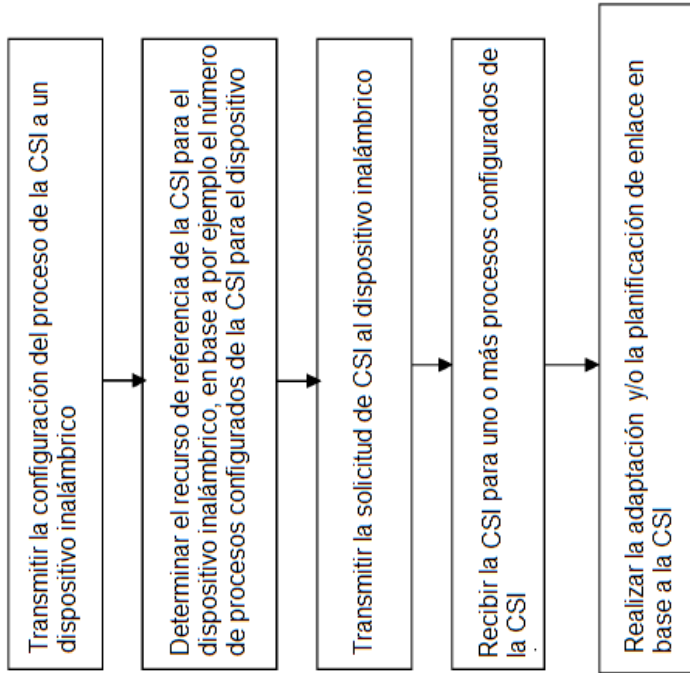 Transmitir la configuración del proceso de la CSI a un
dispositivo inalámbrico
Determinar el recurso de referencia de la CSI para el
dispositivo inalámbrico, en base a por ejemplo el número
de procesos configurados de la CSI para el dispositivo
Transmitir la solicitud de CSI al dispositivo inalámbrico
Recibir la CSI para uno o más procesos configurados de
la CSI
Realizar la adaptación y/o la planificación de enlace en
base a la CSI